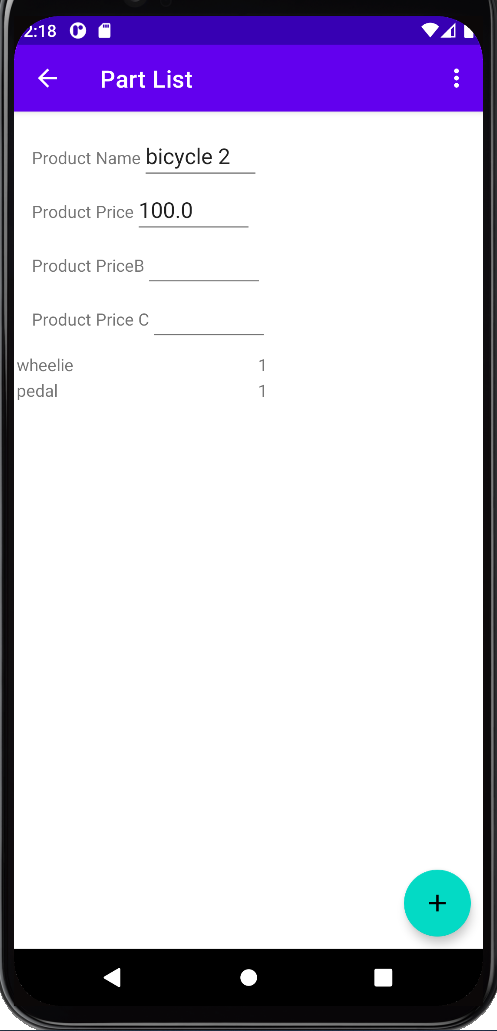 2:18
Part List
Product Name bicycle 2
Product Price 100.0
Product PriceB
Product Price C
wheelie 1
pedal 1